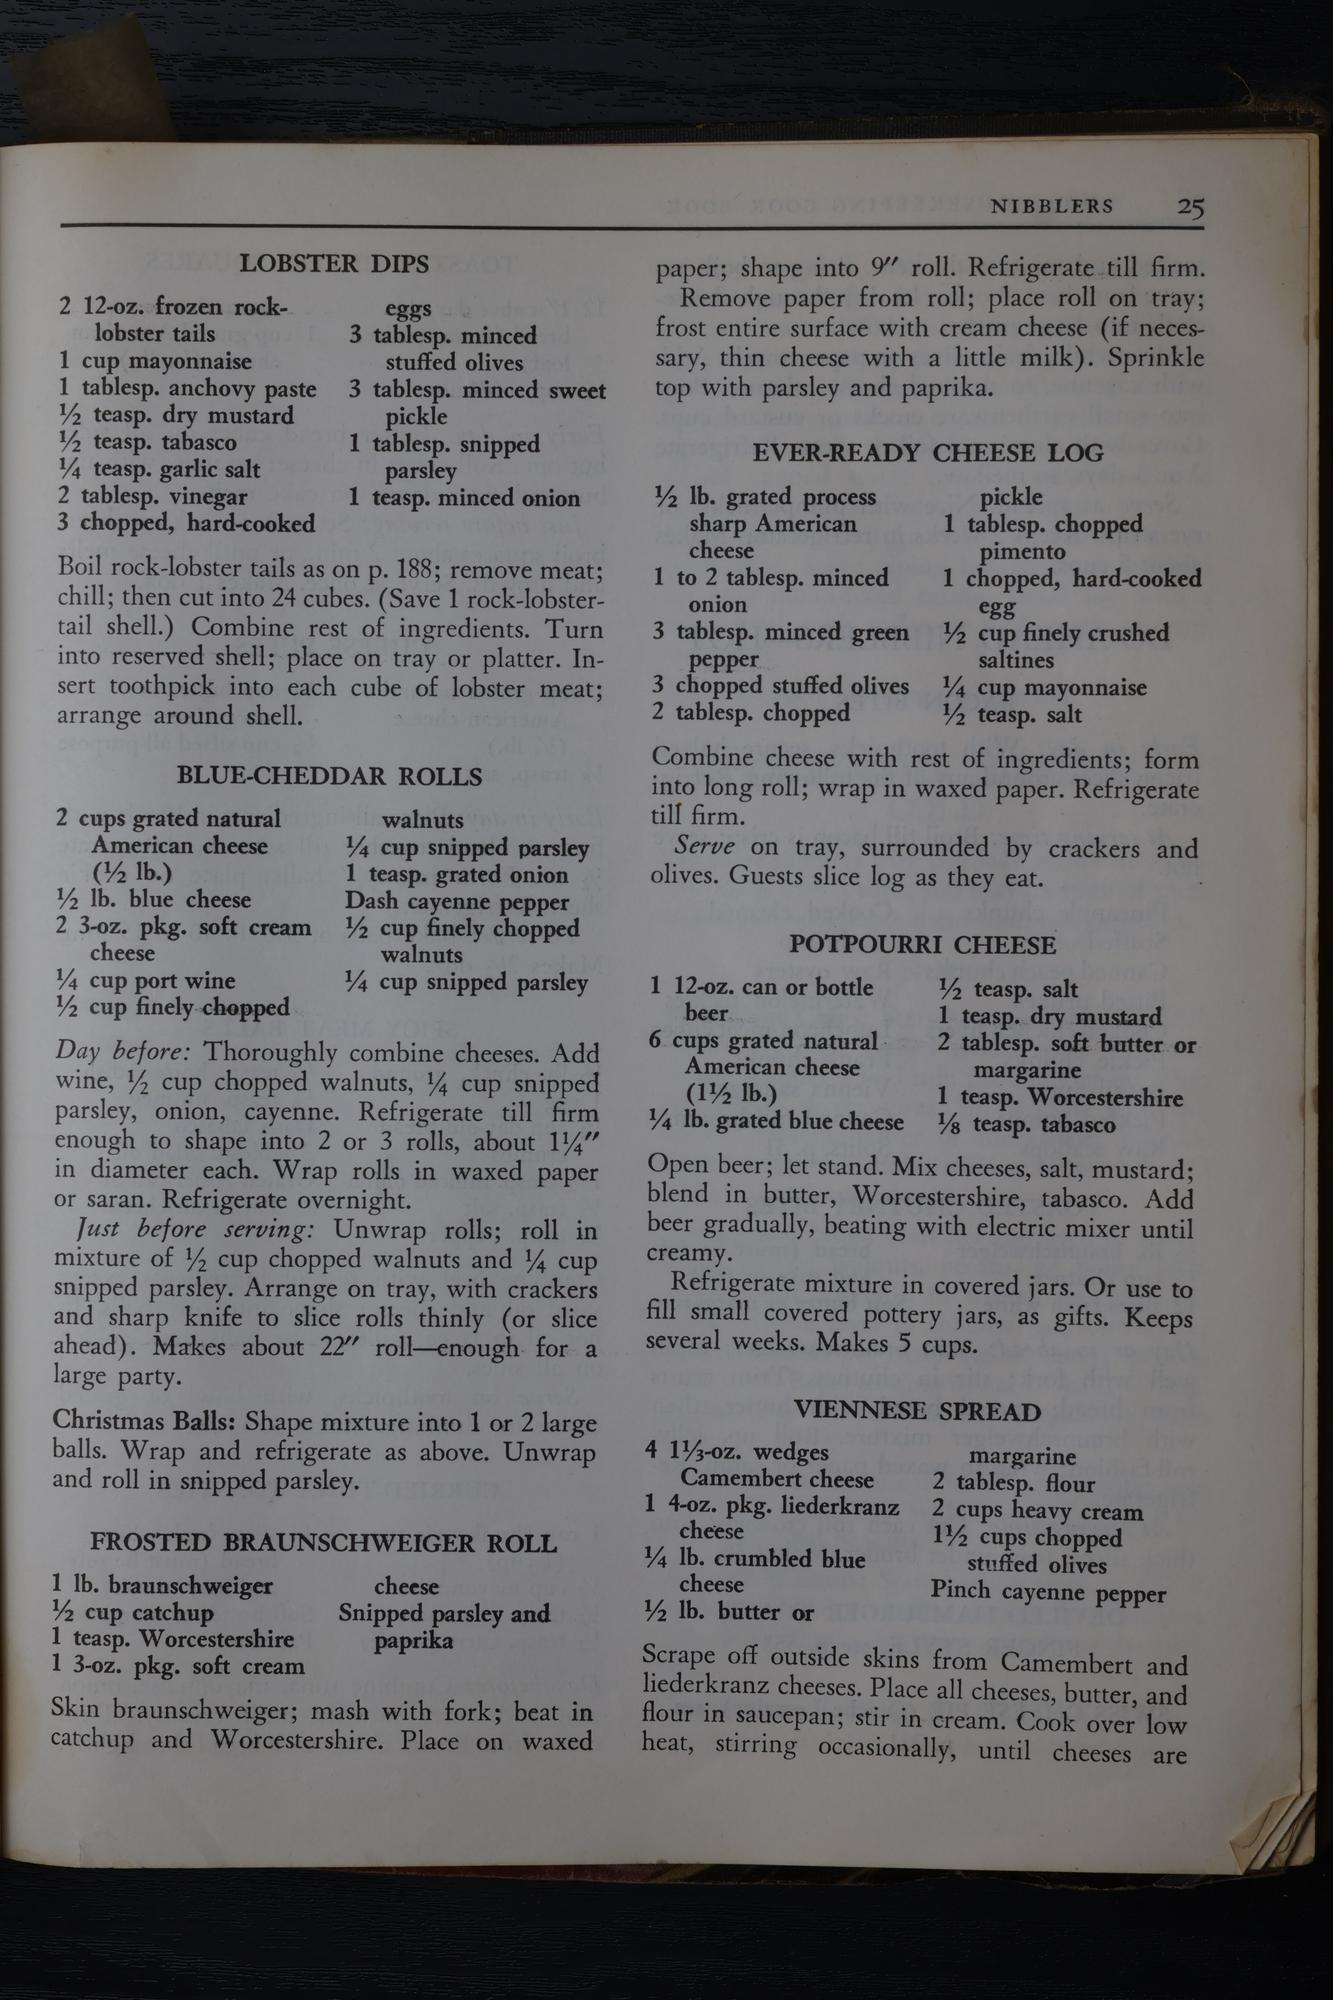 NIBBLERS 25
LOBSTER DIPS
2 12-oz. frozen rock-
lobster tails
1 cup mayonnaise
1 tablesp. anchovy paste
½ teasp. dry mustard
½ teasp. tabasco
¼ teasp. garlic salt
2 tablesp. vinegar
3 chopped, hard-cooked
eggs
3 tablesp. minced
stuffed olives
3 tablesp. minced sweet
pickle
1 tablesp. snipped
parsley
1 teasp. minced onion
Boil rock-lobster tails as on p. 188; remove meat;
chill; then cut into 24 cubes. (Save 1 rock-lobster-
tail shell.) Combine rest of ingredients. Turn
into reserved shell; place on tray or platter. In-
sert toothpick into each cube of lobster meat;
arrange around shell.
BLUE-CHEDDAR ROLLS
2 cups grated natural
American cheese
(½ lb.)
½ lb. blue cheese
2 3-oz. pkg. soft cream
cheese
¼ cup port wine
½ cup finely chopped
walnuts
¼ cup snipped parsley
1 teasp. grated onion
Dash cayenne pepper
½ cup finely chopped
walnuts
¼ cup snipped parsley
Day before: Thoroughly combine cheeses. Add
wine, ½ cup chopped walnuts, ¼ cup snipped
parsley, onion, cayenne. Refrigerate till firm
enough to shape into 2 or 3 rolls, about 1¼″
in diameter each. Wrap rolls in waxed paper
or saran. Refrigerate overnight.
Just before serving: Unwrap rolls; roll in
mixture of ½ cup chopped walnuts and ¼ cup
snipped parsley. Arrange on tray, with crackers
and sharp knife to slice rolls thinly (or slice
ahead). Makes about 22″ roll—enough for a
large party.
Christmas Balls: Shape mixture into 1 or 2 large
balls. Wrap and refrigerate as above. Unwrap
and roll in snipped parsley.
FROSTED BRAUNSCHWEIGER ROLL
1 lb. braunschweiger
½ cup catchup
1 teasp. Worcestershire
1 3-oz. pkg. soft cream
cheese
Snipped parsley and
paprika
Skin braunschweiger; mash with fork; beat in
catchup and Worcestershire. Place on waxed
paper; shape into 9″ roll. Refrigerate till firm.
Remove paper from roll; place roll on tray;
frost entire surface with cream cheese (if neces-
sary, thin cheese with a little milk). Sprinkle
top with parsley and paprika.
EVER-READY CHEESE LOG
½ lb. grated process
sharp American
cheese
1 to 2 tablesp. minced
onion
3 tablesp. minced green
pepper
3 chopped stuffed olives
2 tablesp. chopped
pickle
1 tablesp. chopped
pimento
1 chopped, hard-cooked
egg
½ cup finely crushed
saltines
¼ cup mayonnaise
½ teasp. salt
Combine cheese with rest of ingredients; form
into long roll; wrap in waxed paper. Refrigerate
till firm.
Serve on tray, surrounded by crackers and
olives. Guests slice log as they eat.
POTPOURRI CHEESE
1 12-oz. can or bottle
beer
6 cups grated natural
American cheese
(1½ lb.)
¼ lb. grated blue cheese
½ teasp. salt
1 teasp. dry mustard
2 tablesp. soft butter or
margarine
1 teasp. Worcestershire
⅛ teasp. tabasco
Open beer; let stand. Mix cheeses, salt, mustard;
blend in butter, Worcestershire, tabasco. Add
beer gradually, beating with electric mixer until
creamy.
Refrigerate mixture in covered jars. Or use to
fill small covered pottery jars, as gifts. Keeps
several weeks. Makes 5 cups.
VIENNESE SPREAD
4 1⅓-oz. wedges
Camembert cheese
1 4-oz. pkg. liederkranz
cheese
¼ lb. crumbled blue
cheese
½ lb. butter or
margarine
2 tablesp. flour
2 cups heavy cream
1½ cups chopped
stuffed olives
Pinch cayenne pepper
Scrape off outside skins from Camembert and
liederkranz cheeses. Place all cheeses, butter, and
flour in saucepan; stir in cream. Cook over low
heat, stirring occasionally, until cheeses are